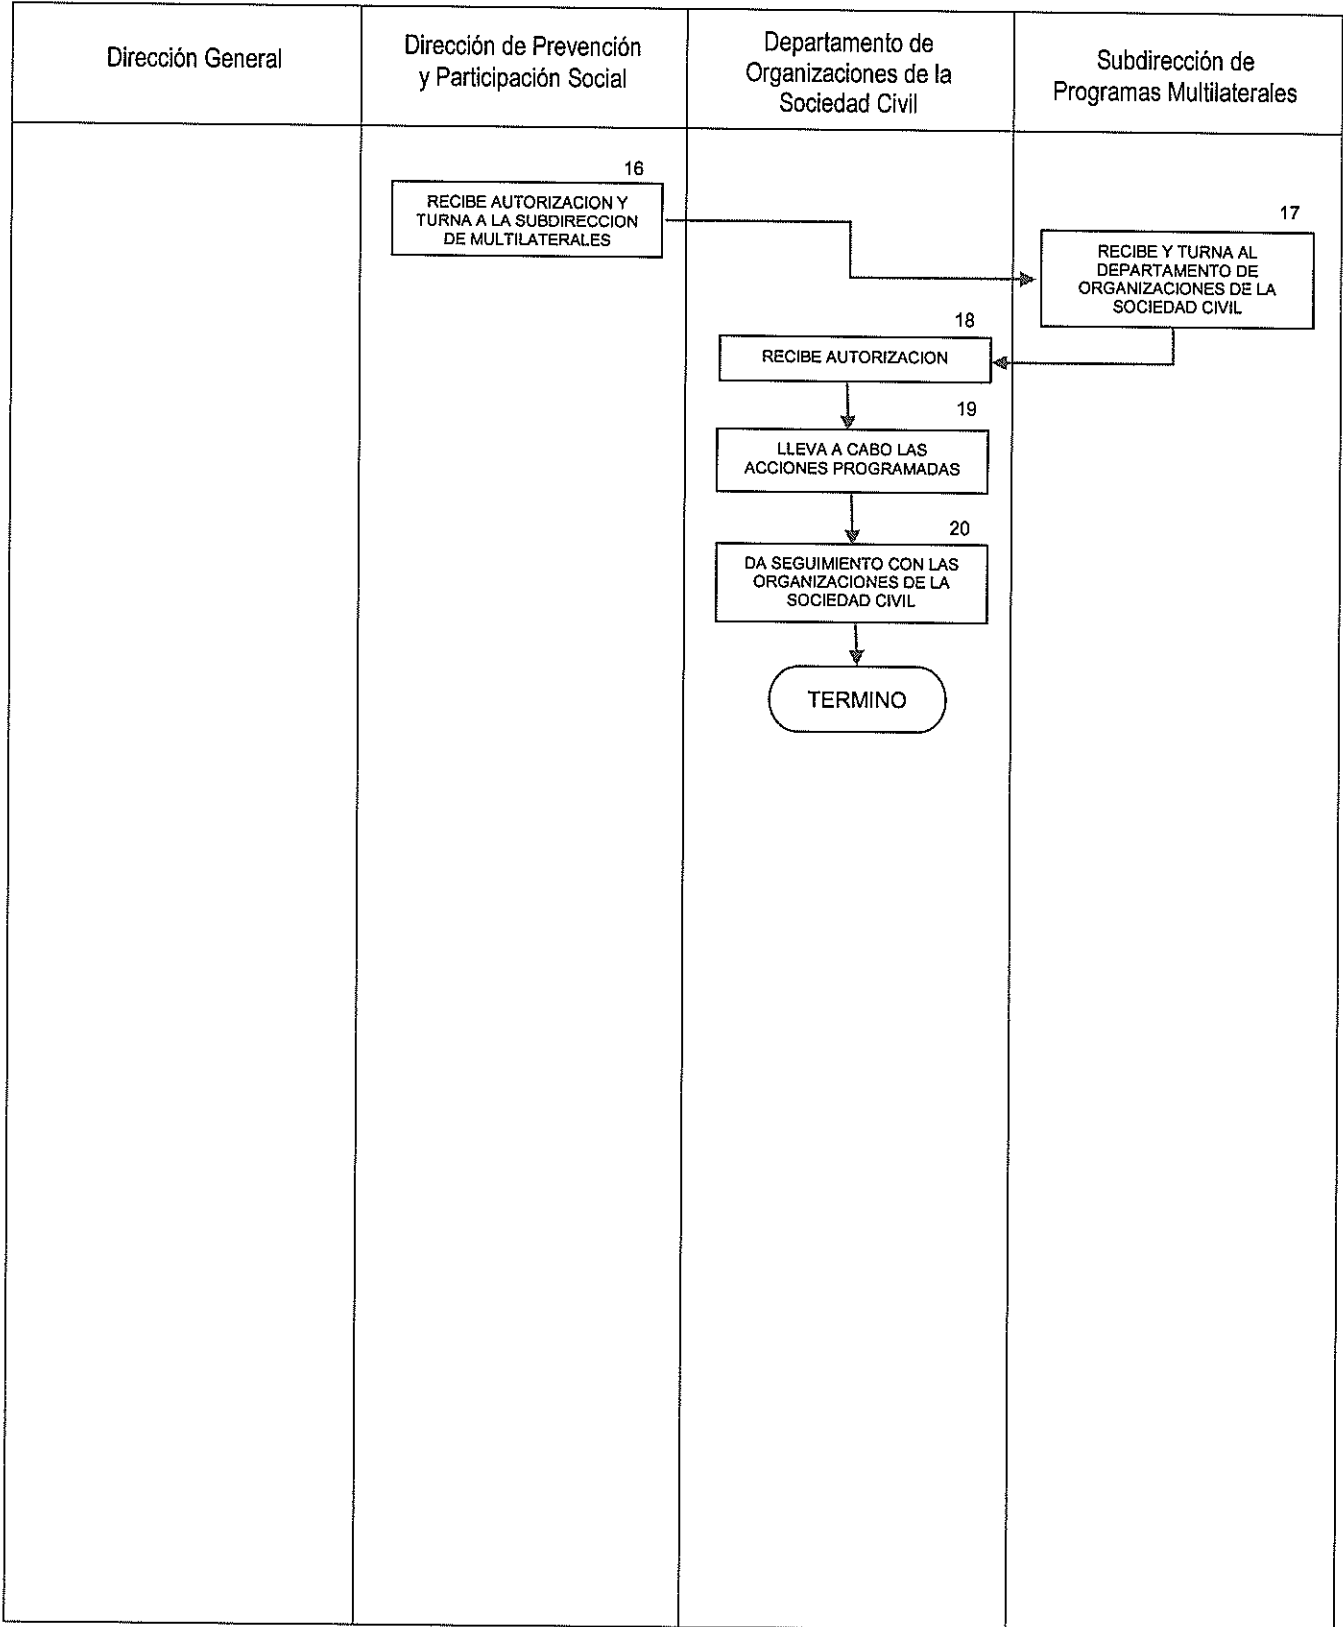 Dirección General
Dirección de Prevención
y Participación Social
Departamento de
Organizaciones de la
Sociedad Civil
Subdirección de
Programas Multilaterales
16
RECIBE AUTORIZACION Y
TURNA A LA SUBDIRECCION
DE MULTILATERALES
17
RECIBE Y TURNA AL
DEPARTAMENTO DE
ORGANIZACIONES DE LA
SOCIEDAD CIVIL
18
RECIBE AUTORIZACION
19
LLEVA A CABO LAS
ACCIONES PROGRAMADAS
20
DA SEGUIMIENTO CON LAS
ORGANIZACIONES DE LA
SOCIEDAD CIVIL
TERMINO